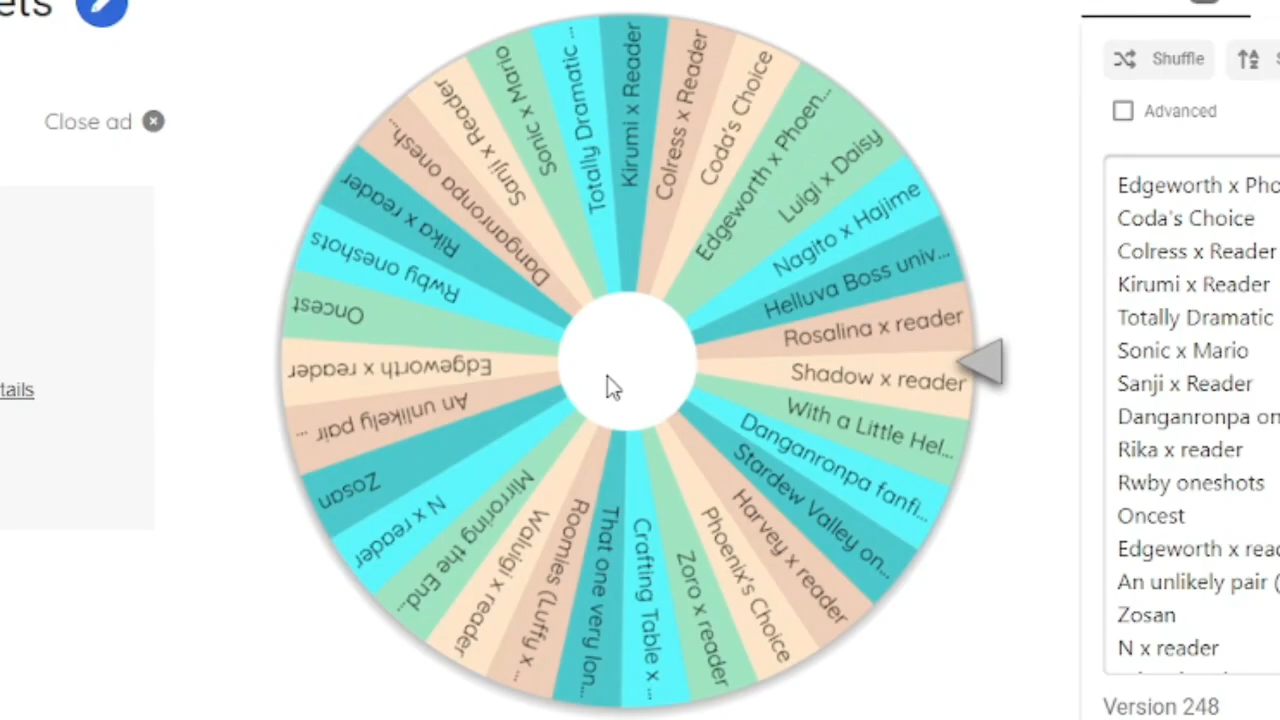 ets
Close ad
tails
Kirumi x Reader
Colress x Reader
Coda's Choice
Edgeworth x Phoen...
Luigi x Daisy
Nagito x Hajime
Helluva Boss univ...
Rosalina x reader
Shadow x reader
With a Little Hel...
Danganronpa fanfi...
Stardew Valley on...
Harvey x reader
Phoenix's Choice
Zoro x reader
Crafting Table x ...
That one very lon...
Roomies (Luffy x ...
Waluigi x reader
Mirroring the End...
N x reader
Zosan
An unlikely pair ...
Edgeworth x reader
Oncest
Rwby oneshots
Rika x reader
Danganronpa onesh...
Sanji x Reader
Sonic x Mario
Totally Dramatic ...
Shuffle
S
Advanced
Edgeworth x Pho
Coda's Choice
Colress x Reader
Kirumi x Reader
Totally Dramatic
Sonic x Mario
Sanji x Reader
Danganronpa on
Rika x reader
Rwby oneshots
Oncest
Edgeworth x read
An unlikely pair (
Zosan
N x reader
Version 248